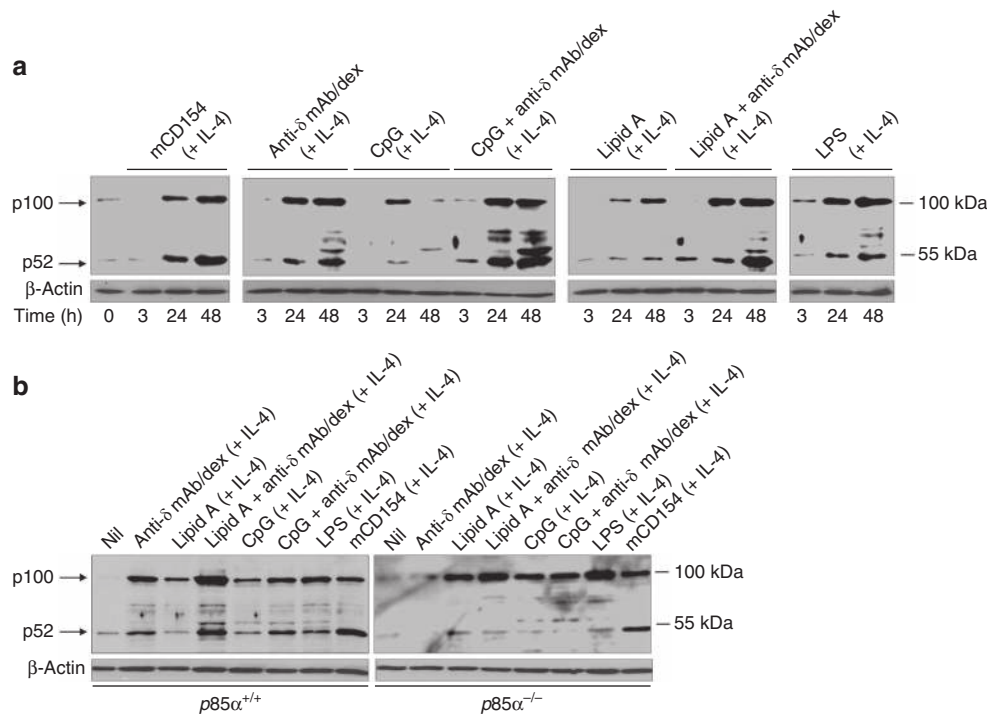 a
mCD154
(+ IL-4)
Anti-δ mAb/dex
(+ IL-4)
CpG
(+ IL-4)
CpG + anti-δ mAb/dex
(+ IL-4)
Lipid A
(+ IL-4)
Lipid A + anti-δ mAb/dex
(+ IL-4)
LPS
(+ IL-4)
p100
100 kDa
p52
55 kDa
β-Actin
Time (h) 0 3 24 48 3 24 48 3 24 48 3 24 48 3 24 48 3 24 48 3 24 48
b
Nil
Anti-δ mAb/dex (+ IL-4)
Lipid A (+ IL-4)
Lipid A + anti-δ mAb/dex (+ IL-4)
CpG (+ IL-4)
CpG + anti-δ mAb/dex (+ IL-4)
LPS (+ IL-4)
mCD154 (+ IL-4)
Nil
Anti-δ mAb/dex (+ IL-4)
Lipid A (+ IL-4)
Lipid A + anti-δ mAb/dex (+ IL-4)
CpG (+ IL-4)
CpG + anti-δ mAb/dex (+ IL-4)
LPS (+ IL-4)
mCD154 (+ IL-4)
p100
100 kDa
p52
55 kDa
β-Actin
p85α+/+
p85α−/−